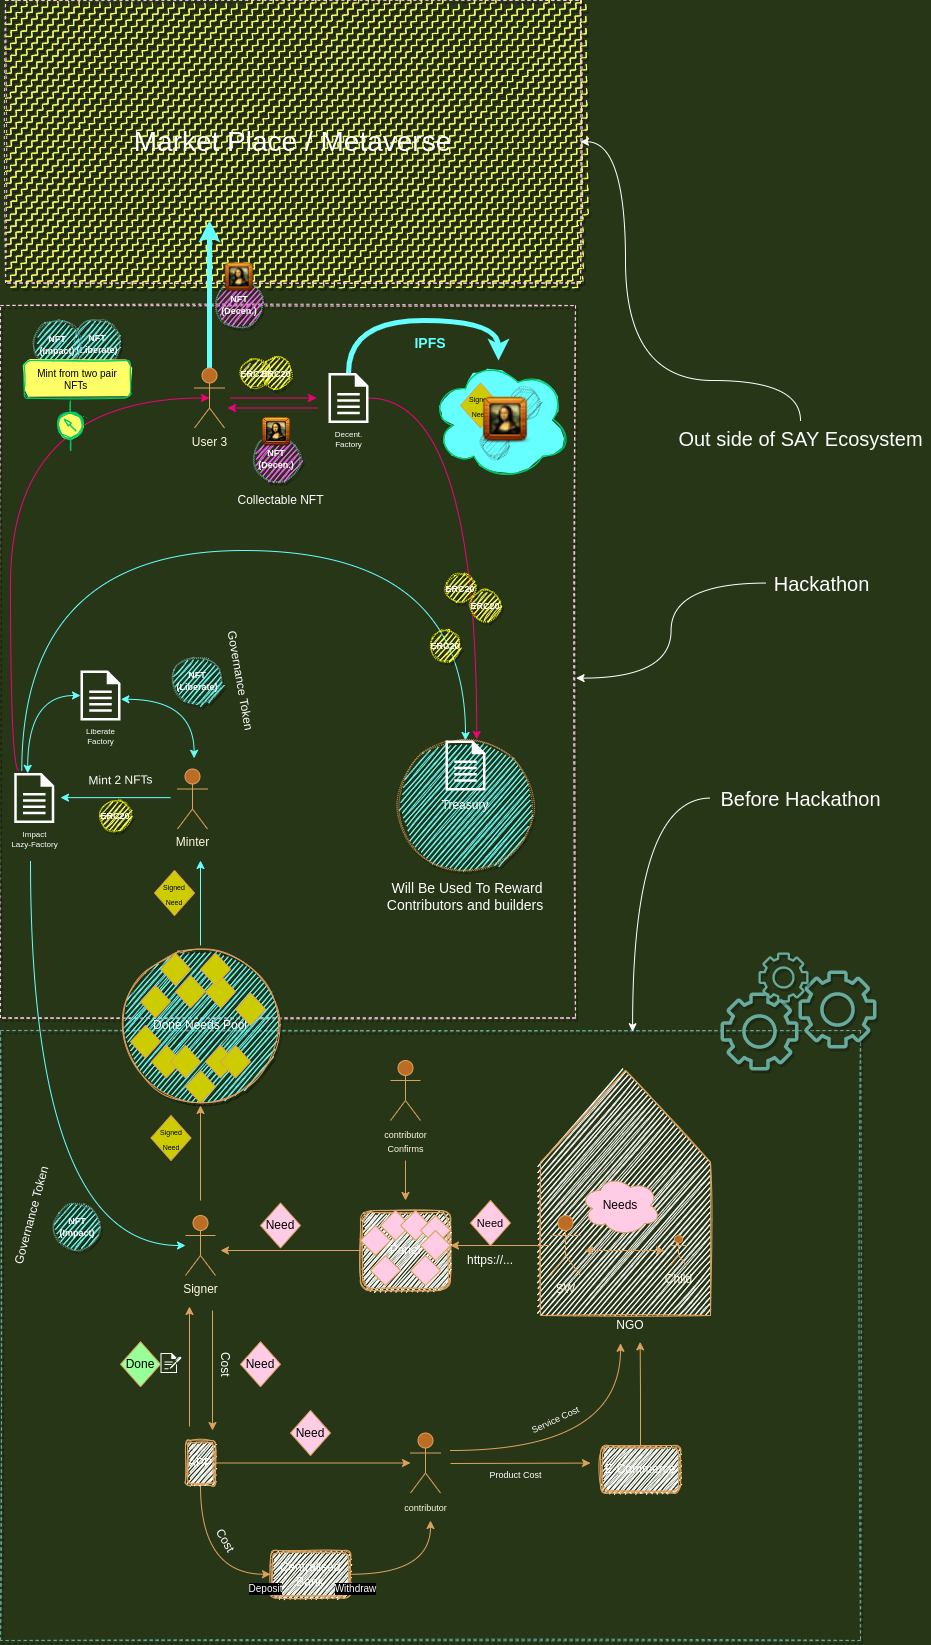 Market Place / Metaverse
NFT
(Decen.)
NFT
(Impact)
NFT
(Liberate)
Mint from two pair
NFTs
IPFS
ERC20
ERC20
Signed
Need
User 3
Decent.
Factory
NFT
(Decen.)
Collectable NFT
Out side of SAY Ecosystem
Hackathon
ERC20
ERC20
ERC20
Governance Token
NFT
(Liberate)
Liberate
Factory
Mint 2 NFTs
ERC20
Impact
Lazy-Factory
Minter
Treasury
Before Hackathon
Will Be Used To Reward
Contributors and builders
Signed
Need
Done Needs Pool
Signed
Need
contributor
Confirms
Governance Token
NFT
(Impact)
Need
Need
https://...
Needs
SW
Child
Signer
NGO
Done
Cost
Need
Need
Service Cost
Product Cost
contributor
Cost
Deposit
Withdraw